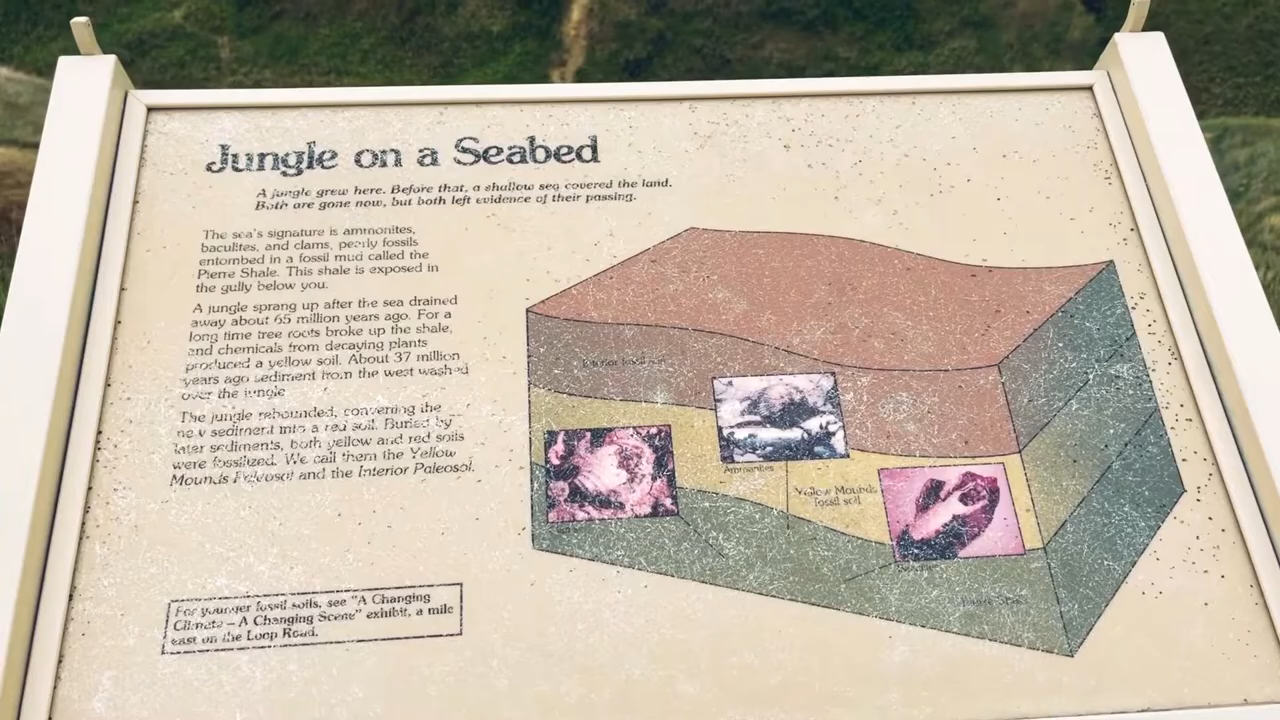 Jungle on a Seabed
A jungle grew here. Before that, a shallow sea covered the land.
Both are gone now, but both left evidence of their passing.
The sea's signature is ammonites,
baculites, and clams, pearly fossils
entombed in a fossil mud called the
Pierre Shale. This shale is exposed in
the gully below you.
A jungle sprang up after the sea drained
away about 65 million years ago. For a
long time tree roots broke up the shale,
and chemicals from decaying plants
produced a yellow soil. About 37 million
years ago sediment from the west washed
over the jungle
The jungle rebounded, converting the
new sediment into a red soil. Buried by
later sediments, both yellow and red soils
were fossilized. We call them the Yellow
Mounds Paleosol and the Interior Paleosol.
For younger fossil soils, see "A Changing
Climate – A Changing Scene" exhibit, a mile
east on the Loop Road.
Interior fossil soil
Ammonites
Yellow Mounds
fossil soil